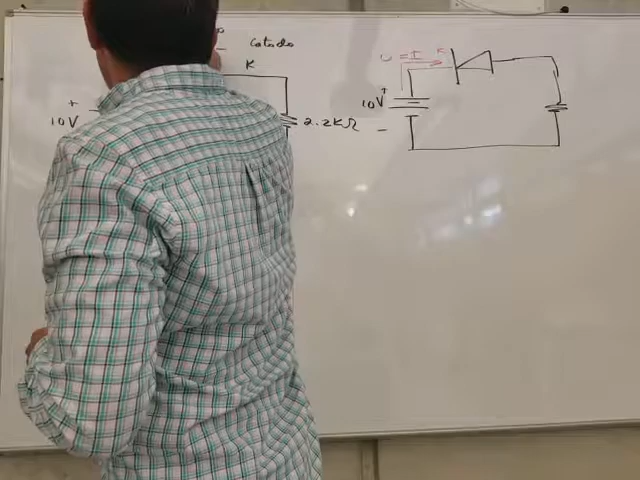 Catodo
K
+
10V
2.2KΩ
= I K
10V
+
-